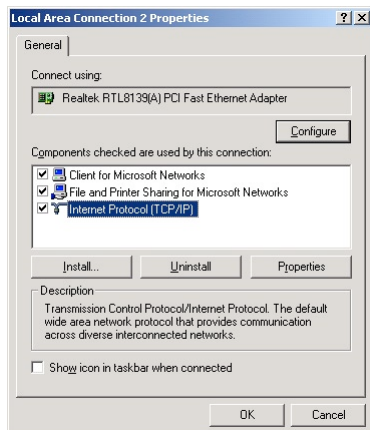 Local Area Connection 2 Properties
General
Connect using:
Realtek RTL8139(A) PCI Fast Ethernet Adapter
Configure
Components checked are used by this connection:
Client for Microsoft Networks
File and Printer Sharing for Microsoft Networks
Internet Protocol (TCP/IP)
Install... Uninstall Properties
Description
Transmission Control Protocol/Internet Protocol. The default
wide area network protocol that provides communication
across diverse interconnected networks.
Show icon in taskbar when connected
OK Cancel